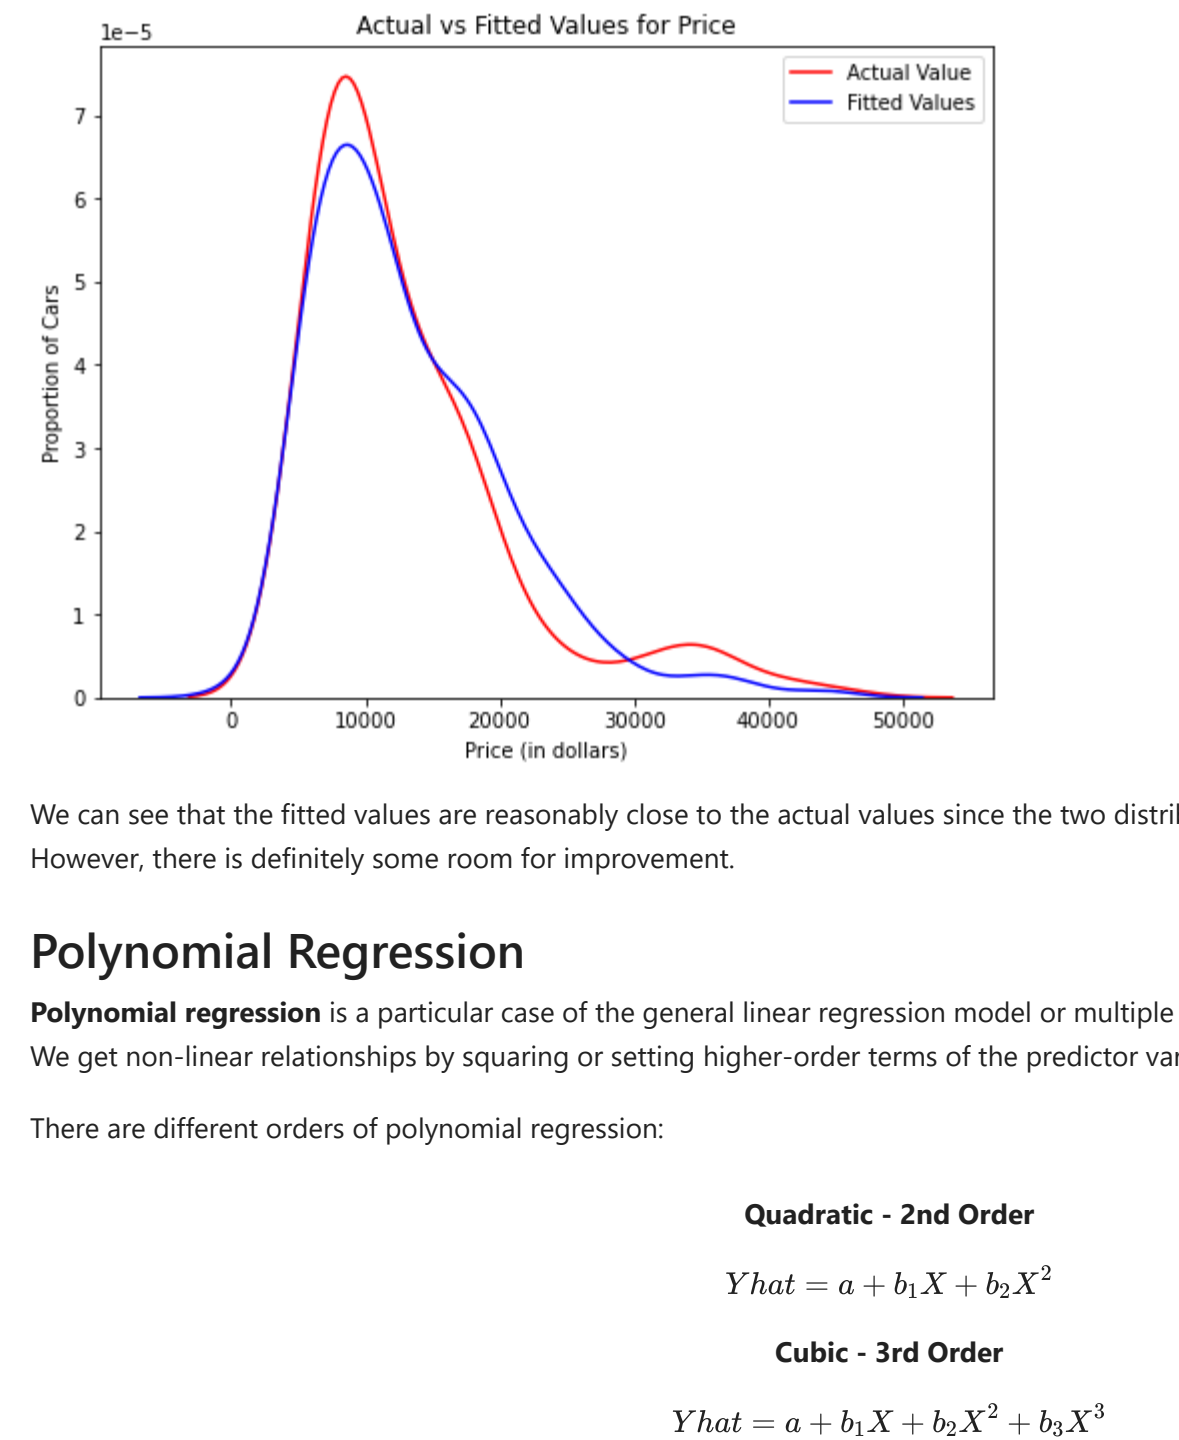 Actual vs Fitted Values for Price
1e−5
Actual Value
Fitted Values
7
6
5
4
3
2
1
0
Proportion of Cars
0 10000 20000 30000 40000 50000
Price (in dollars)
We can see that the fitted values are reasonably close to the actual values since the two
However, there is definitely some room for improvement.
Polynomial Regression
Polynomial regression is a particular case of the general linear regression model or multiple
We get non-linear relationships by squaring or setting higher-order terms of the predictor
There are different orders of polynomial regression:
Quadratic - 2nd Order
Yhat = a + b₁X + b₂X²
Cubic - 3rd Order
Yhat = a + b₁X + b₂X² + b₃X³